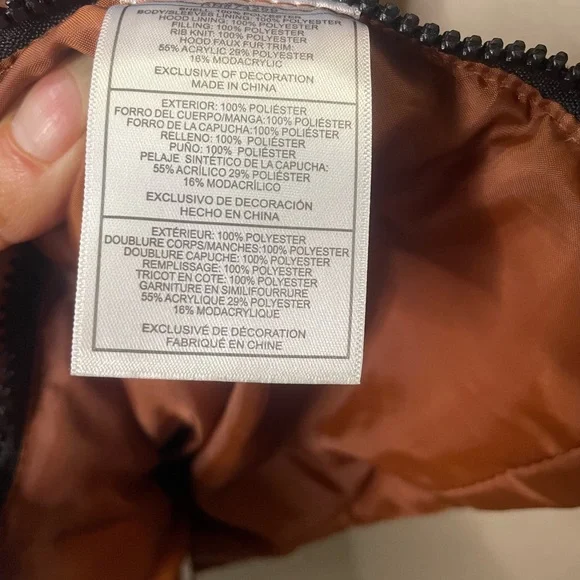 BODY/SLEEVES LINING: 100% POLYESTER
HOOD LINING: 100% POLYESTER
FILLING: 100% POLYESTER
RIB KNIT: 100% POLYESTER
HOOD FAUX FUR TRIM:
55% ACRYLIC 29% POLYESTER
16% MODACRYLIC
EXCLUSIVE OF DECORATION
MADE IN CHINA
EXTERIOR: 100% POLIÉSTER
FORRO DEL CUERPO/MANGA: 100% POLIÉSTER
FORRO DE LA CAPUCHA: 100% POLIÉSTER
RELLENO: 100% POLIÉSTER
PUÑO: 100% POLIÉSTER
PELAJE SINTÉTICO DE LA CAPUCHA:
55% ACRÍLICO 29% POLIÉSTER
16% MODACRÍLICO
EXCLUSIVO DE DECORACIÓN
HECHO EN CHINA
EXTÉRIEUR: 100% POLYESTER
DOUBLURE CORPS/MANCHES: 100% POLYESTER
DOUBLURE CAPUCHE: 100% POLYESTER
REMPLISSAGE: 100% POLYESTER
TRICOT EN COTE: 100% POLYESTER
GARNITURE EN SIMILIFOURRURE
55% ACRYLIQUE 29% POLYESTER
16% MODACRYLIQUE
EXCLUSIVE DE DÉCORATION
FABRIQUÉ EN CHINE